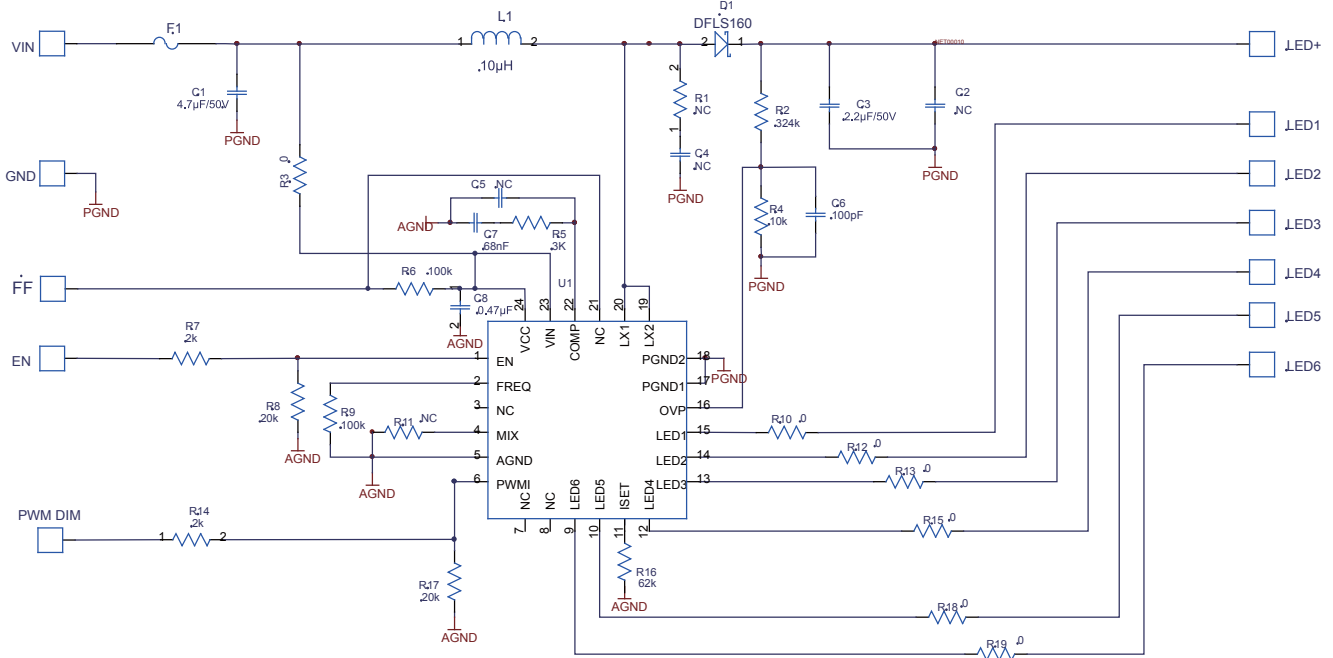 VIN
F1
L1
1
2
10µH
D1
DFLS160
2
1
NET00010
LED+
C1
4.7µF/50V
PGND
R3
0
2
R1
NC
1
C4
NC
PGND
R2
324k
C3
2.2µF/50V
C2
NC
PGND
LED1
LED2
LED3
LED4
LED5
LED6
GND
PGND
C5
NC
AGND
C7
68nF
R5
3K
R4
10k
C6
100pF
PGND
FF
R6
100k
1
C8
0.47µF
2
AGND
U1
24
23
22
21
20
19
VCC
VIN
COMP
NC
LX1
LX2
EN
R7
2k
R8
20k
AGND
R9
100k
R11
NC
AGND
1
EN
2
FREQ
3
NC
4
MIX
5
AGND
6
PWMI
PGND2
18
PGND
PGND1
17
OVP
16
LED1
15
LED2
14
LED3
13
NC
NC
LED6
LED5
ISET
LED4
7
8
9
10
11
12
R10
0
R12
0
R13
0
R15
0
R18
0
R19
0
R16
62k
AGND
PWM DIM
R14
2k
1
2
R17
20k
AGND